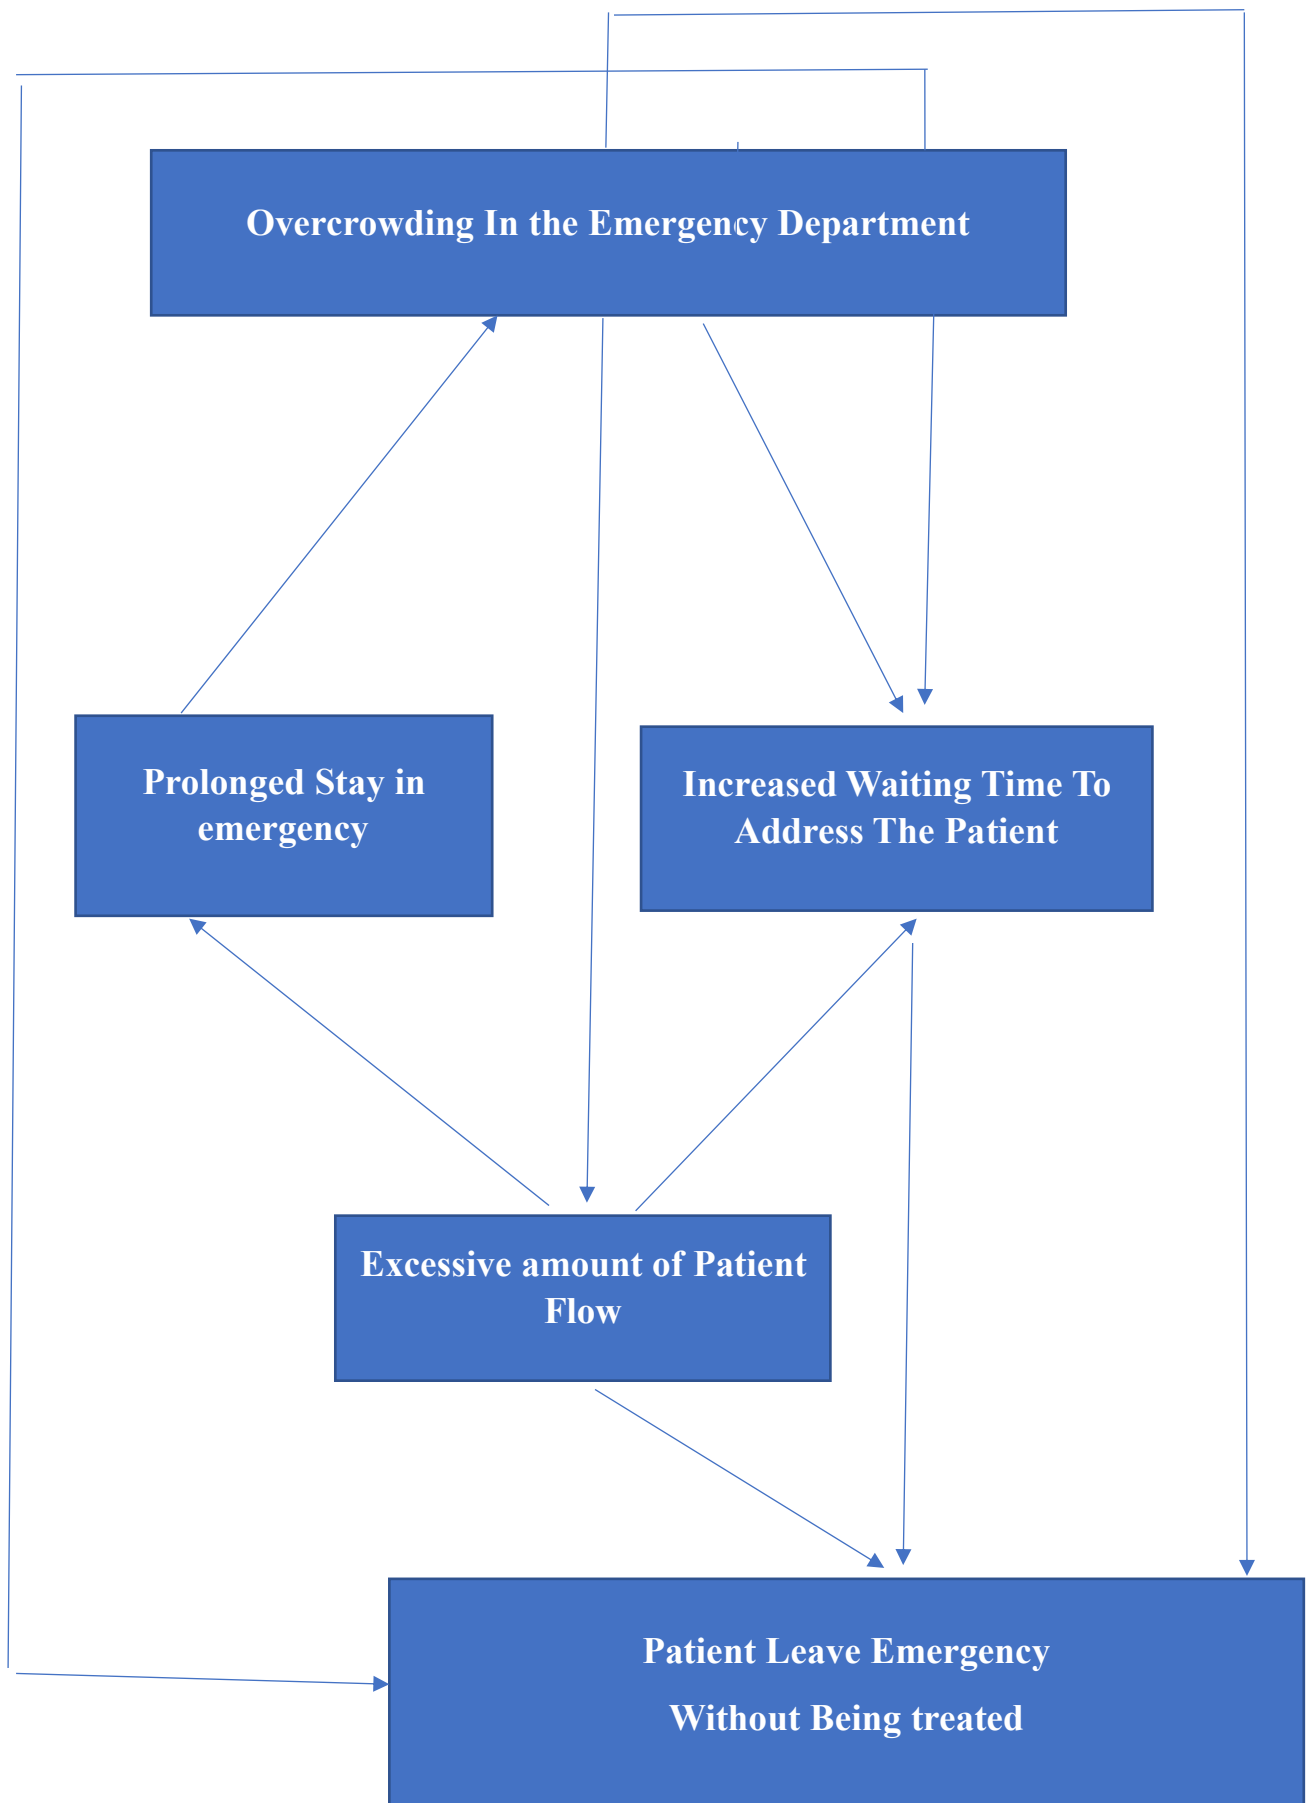 Overcrowding In the Emergency Department
Prolonged Stay in
emergency
Increased Waiting Time To
Address The Patient
Excessive amount of Patient
Flow
Patient Leave Emergency
Without Being treated